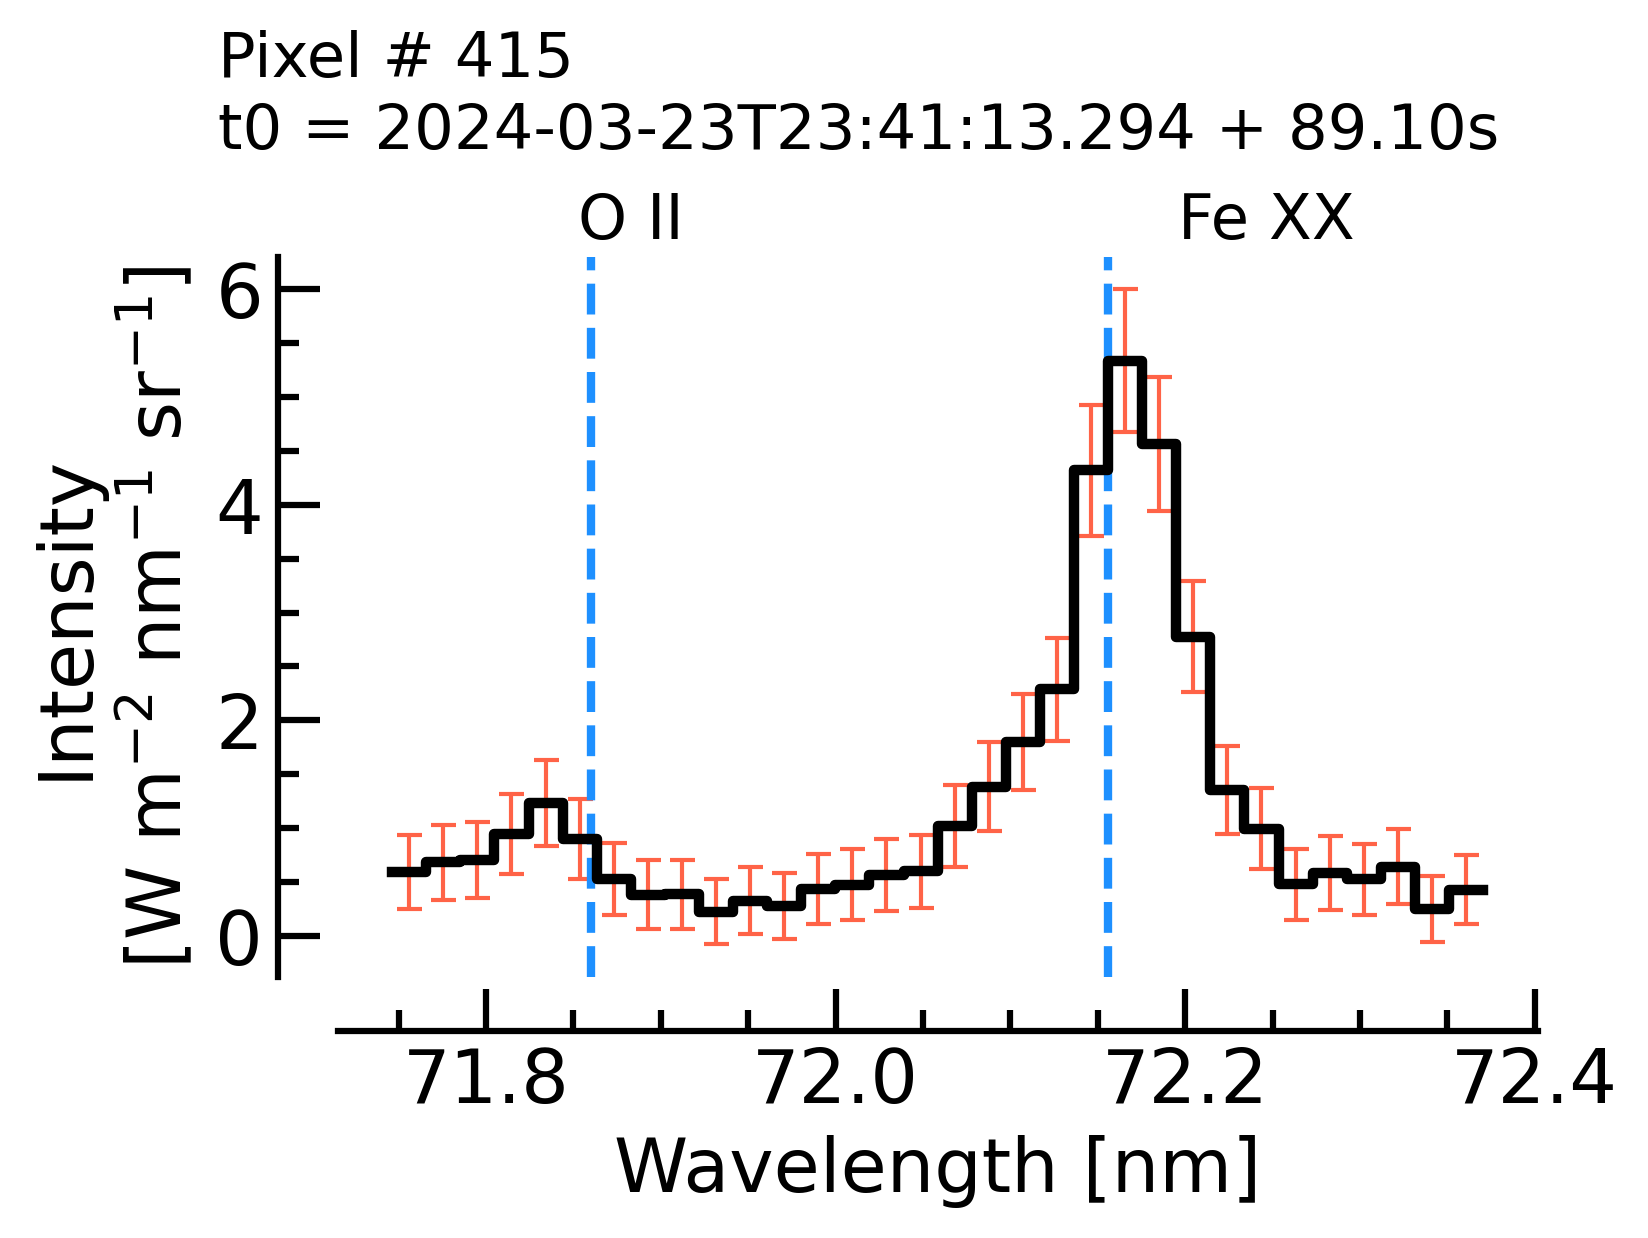 Pixel # 415
t0 = 2024-03-23T23:41:13.294 + 89.10s
O II
Fe XX
Intensity
[W m⁻² nm⁻¹ sr⁻¹]
6
4
2
0
71.8
72.0
72.2
72.4
Wavelength [nm]